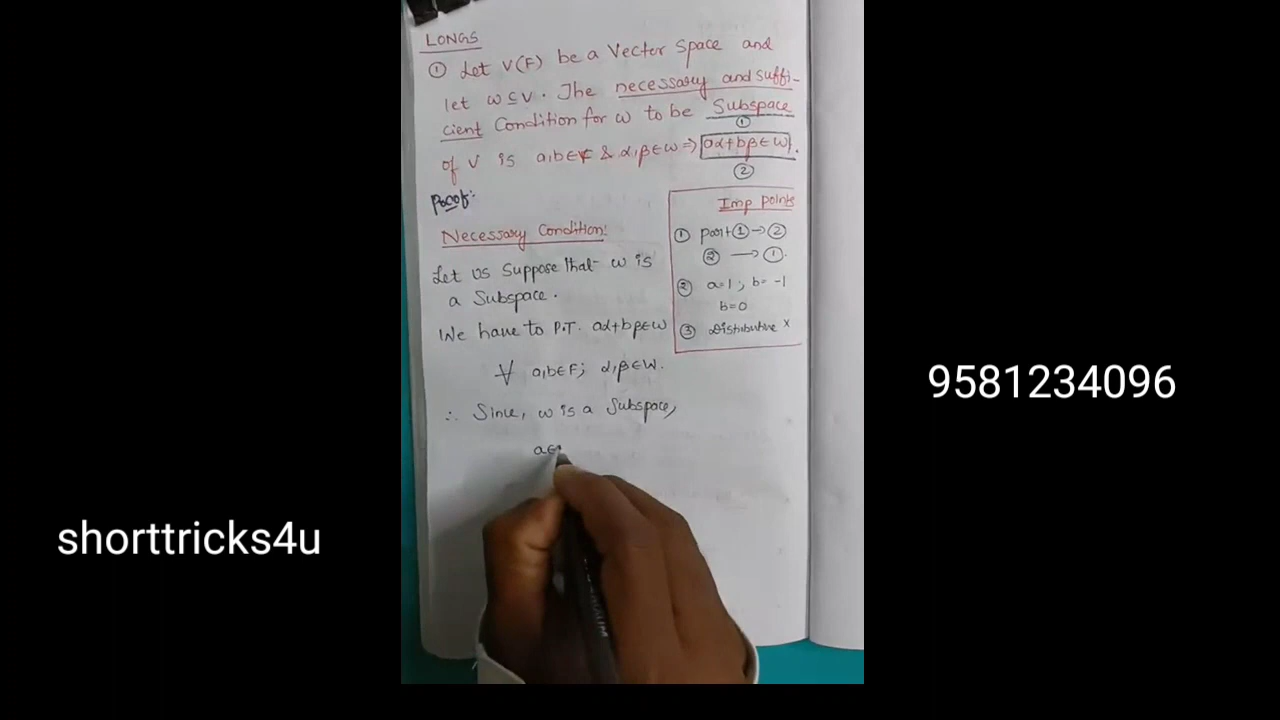 LONGS
① Let V(F) be a Vector Space and
let W ⊆ V. The necessary and suffi-
cient Condition for W to be Subspace
①
of V is a,b∈F & α,β∈W ⇒ aα+bβ∈W.
②
Proof:
Necessary Condition:
Let us Suppose that W is
a Subspace.
We have to P.T. aα+bβ∈W
∀ a,b∈F; α,β∈W.
∴ Since, W is a Subspace,
a∈
Imp points
① part ① → ②
② → ①.
② a=1; b=-1
b=0
③ Distributive x
9581234096
shorttricks4u